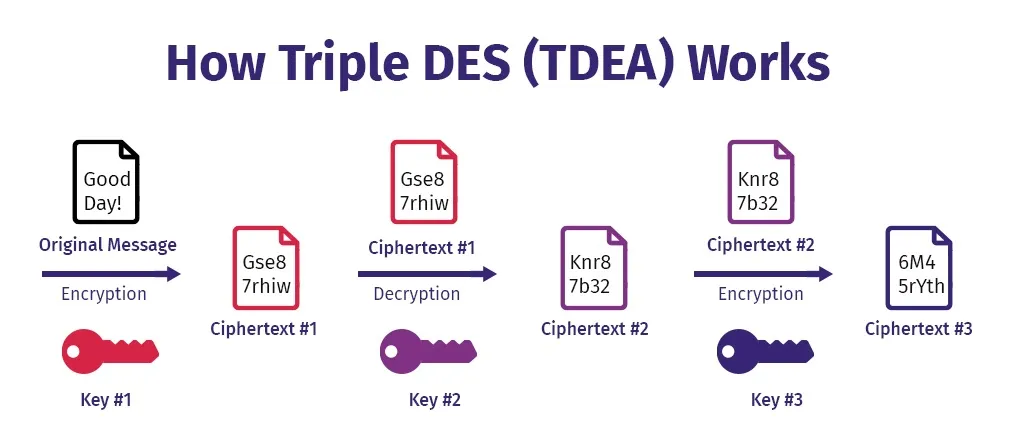 How Triple DES (TDEA) Works
Good
Day!
Original Message
Encryption
Key #1
Gse8
7rhiw
Ciphertext #1
Gse8
7rhiw
Ciphertext #1
Decryption
Key #2
Knr8
7b32
Ciphertext #2
Knr8
7b32
Ciphertext #2
Encryption
Key #3
6M4
5rYth
Ciphertext #3